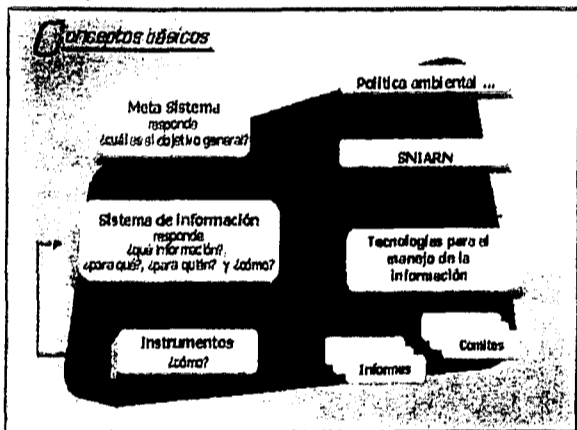 Conceptos básicos
Política ambiental ...
Meta Sistema
responde
¿cuál es el objetivo general?
SNIARN
Sistema de información
responde
¿qué información?,
¿para qué?, ¿para quién? y ¿cómo?
Tecnologías para el
manejo de la
información
Instrumentos
¿cómo?
Informes
Comites